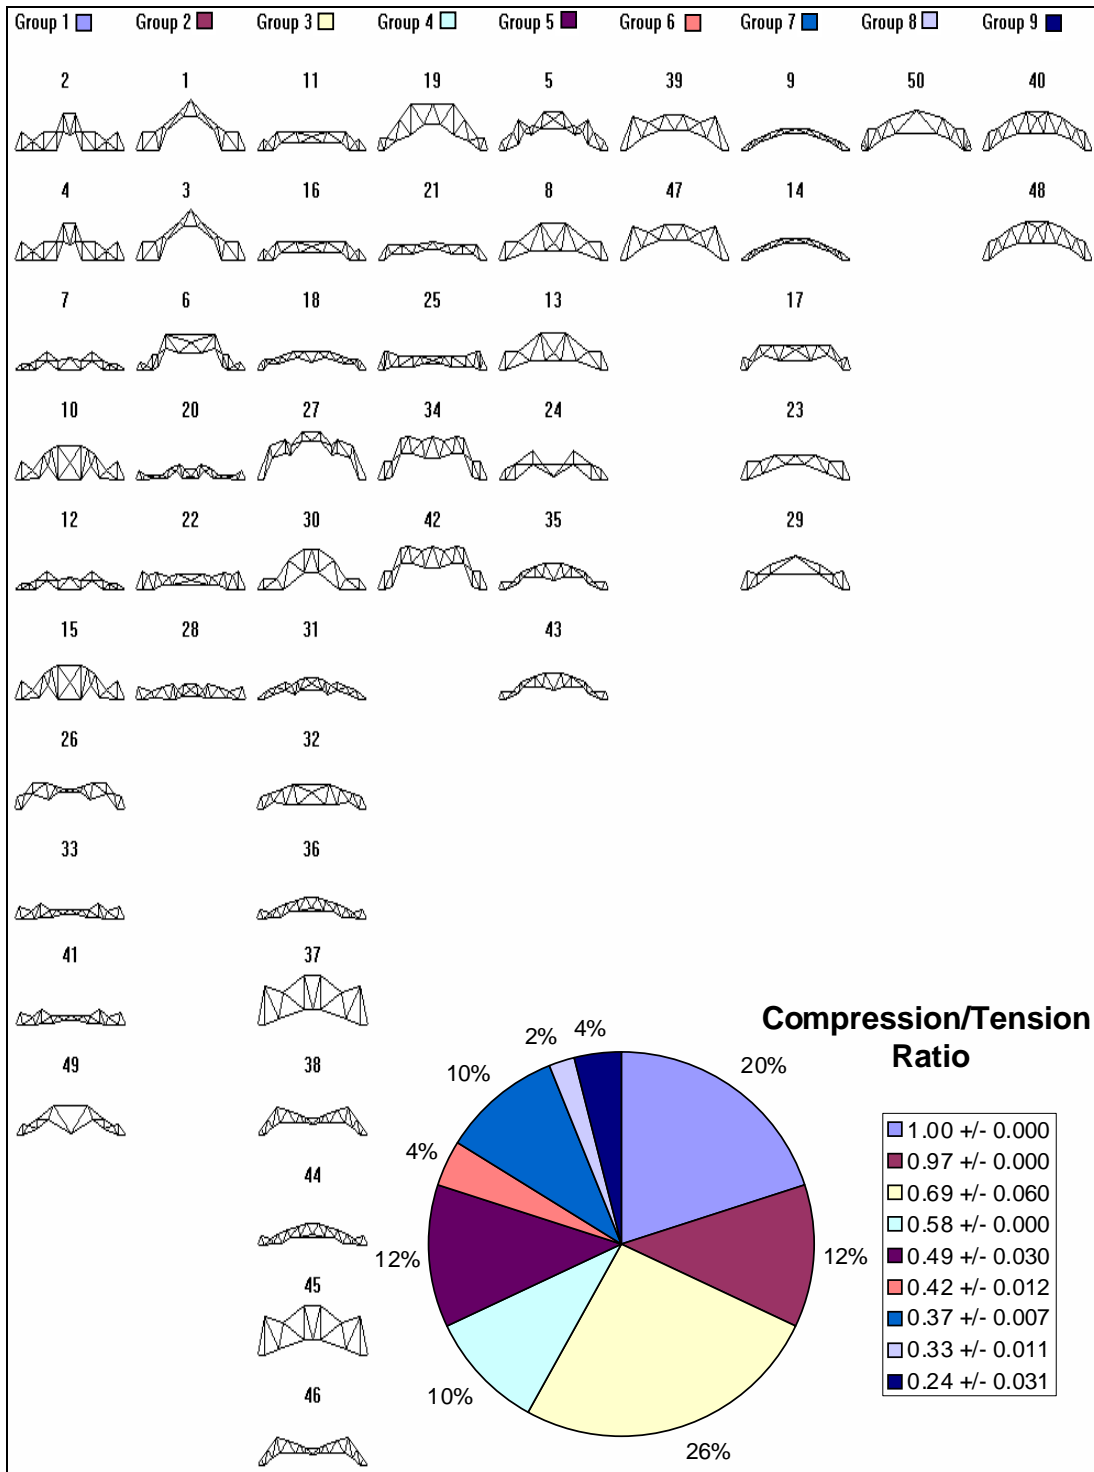 Group 1 Group 2 Group 3 Group 4 Group 5 Group 6 Group 7 Group 8 Group 9
2 1 11 19 5 39 9 50 40
4 3 16 21 8 47 14 48
7 6 18 25 13 17
10 20 27 34 24 23
12 22 30 42 35 29
15 28 31 43
26 32
33 36
41 37
49 38
44
45
46
Compression/Tension
Ratio
2% 4%
20%
10%
4%
12% 12%
10%
26%
1.00 +/- 0.000
0.97 +/- 0.000
0.69 +/- 0.060
0.58 +/- 0.000
0.49 +/- 0.030
0.42 +/- 0.012
0.37 +/- 0.007
0.33 +/- 0.011
0.24 +/- 0.031